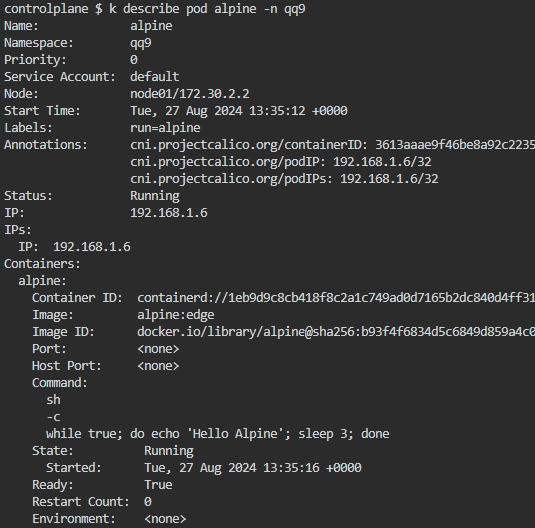 controlplane $ k describe pod alpine -n qq9
Name:             alpine
Namespace:        qq9
Priority:         0
Service Account:  default
Node:             node01/172.30.2.2
Start Time:       Tue, 27 Aug 2024 13:35:12 +0000
Labels:           run=alpine
Annotations:      cni.projectcalico.org/containerID: 3613aaae9f46be8a92c2235
                  cni.projectcalico.org/podIP: 192.168.1.6/32
                  cni.projectcalico.org/podIPs: 192.168.1.6/32
Status:           Running
IP:               192.168.1.6
IPs:
  IP:  192.168.1.6
Containers:
  alpine:
    Container ID:  containerd://1eb9d9c8cb418f8c2a1c749ad0d7165b2dc840d4ff31
    Image:         alpine:edge
    Image ID:      docker.io/library/alpine@sha256:b93f4f6834d5c6849d859a4c0
    Port:          <none>
    Host Port:     <none>
    Command:
      sh
      -c
      while true; do echo 'Hello Alpine'; sleep 3; done
    State:          Running
      Started:      Tue, 27 Aug 2024 13:35:16 +0000
    Ready:          True
    Restart Count:  0
    Environment:    <none>